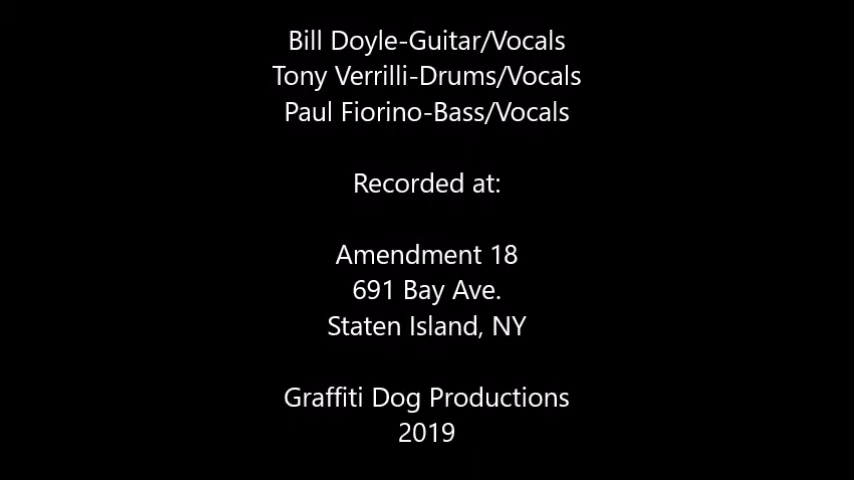 Bill Doyle-Guitar/Vocals
Tony Verrilli-Drums/Vocals
Paul Fiorino-Bass/Vocals
Recorded at:
Amendment 18
691 Bay Ave.
Staten Island, NY
Graffiti Dog Productions
2019